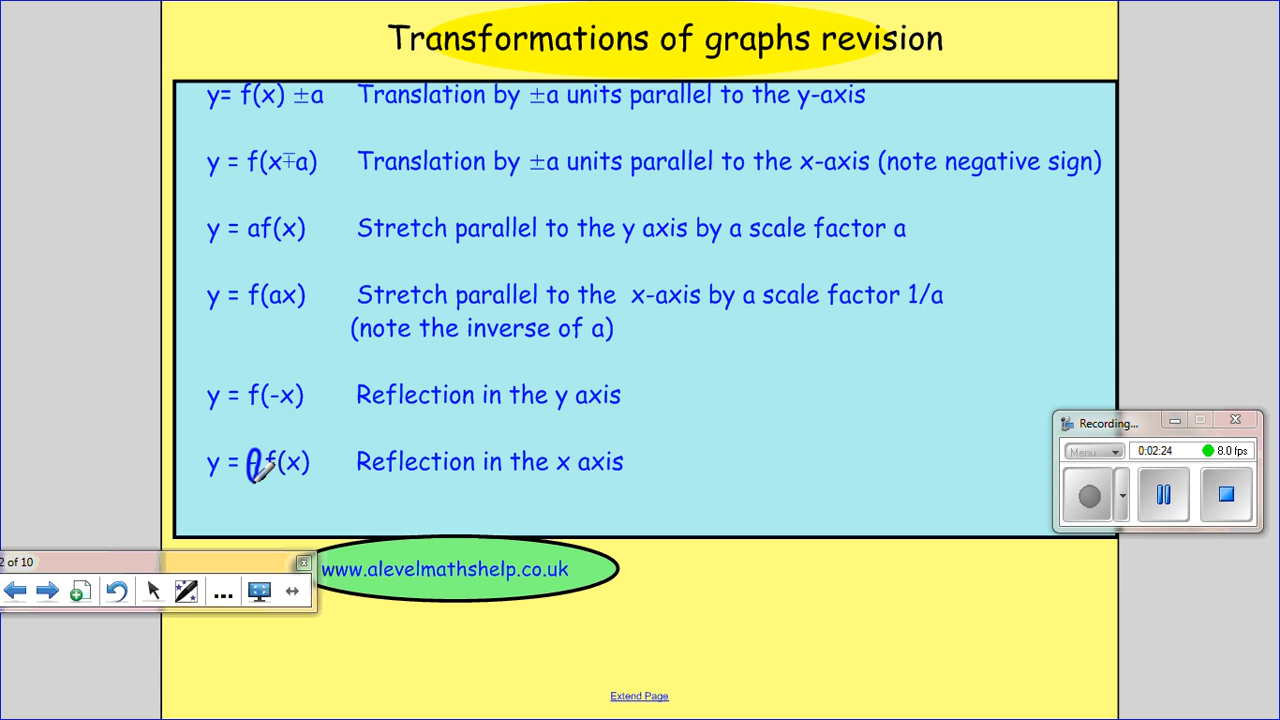 Transformations of graphs revision
y= f(x) ±a Translation by ±a units parallel to the y-axis
y = f(x∓a) Translation by ±a units parallel to the x-axis (note negative sign)
y = af(x) Stretch parallel to the y axis by a scale factor a
y = f(ax) Stretch parallel to the x-axis by a scale factor 1/a
(note the inverse of a)
y = f(-x) Reflection in the y axis
y = -f(x) Reflection in the x axis
Recording...
Menu 0:02:24 8.0 fps
2 of 10
www.alevelmathshelp.co.uk
...
Extend Page